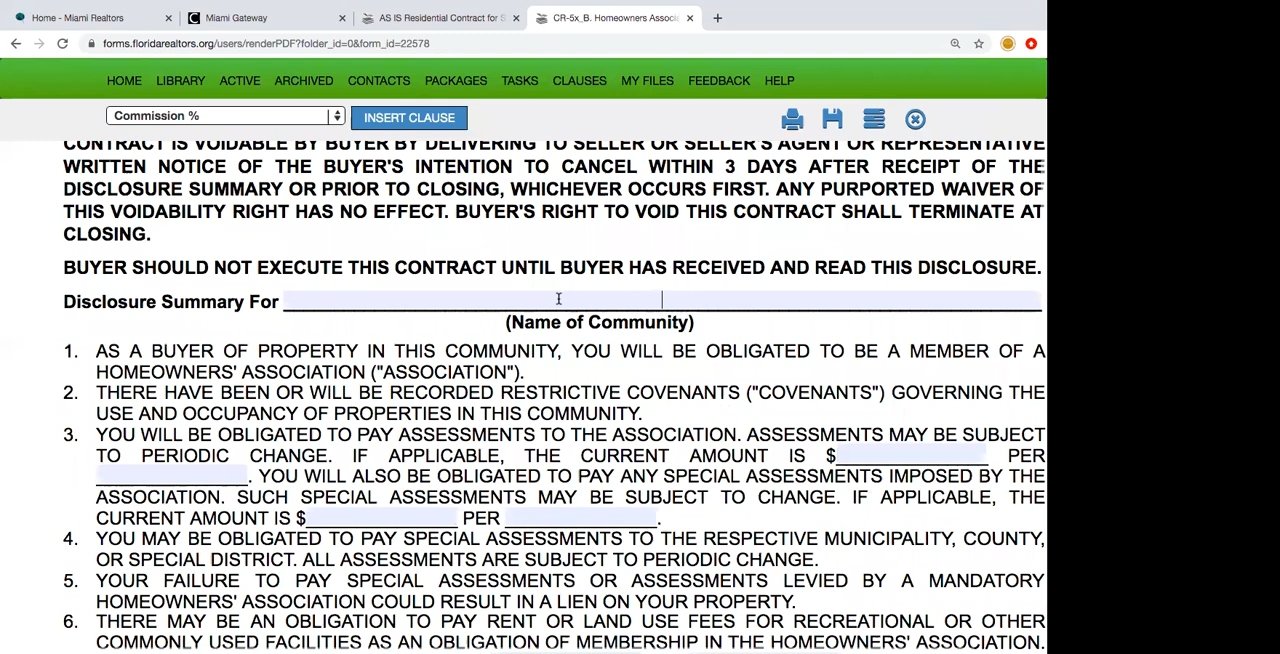 Home - Miami Realtors
Miami Gateway
AS IS Residential Contract for S
CR-5x_B. Homeowners Associ
forms.floridarealtors.org/users/renderPDF?folder_id=0&form_id=22578
HOME LIBRARY ACTIVE ARCHIVED CONTACTS PACKAGES TASKS CLAUSES MY FILES FEEDBACK HELP
Commission % INSERT CLAUSE
CONTRACT IS VOIDABLE BY BUYER BY DELIVERING TO SELLER OR SELLER'S AGENT OR REPRESENTATIVE
WRITTEN NOTICE OF THE BUYER'S INTENTION TO CANCEL WITHIN 3 DAYS AFTER RECEIPT OF THE
DISCLOSURE SUMMARY OR PRIOR TO CLOSING, WHICHEVER OCCURS FIRST. ANY PURPORTED WAIVER OF
THIS VOIDABILITY RIGHT HAS NO EFFECT. BUYER'S RIGHT TO VOID THIS CONTRACT SHALL TERMINATE AT
CLOSING.
BUYER SHOULD NOT EXECUTE THIS CONTRACT UNTIL BUYER HAS RECEIVED AND READ THIS DISCLOSURE.
Disclosure Summary For
(Name of Community)
1. AS A BUYER OF PROPERTY IN THIS COMMUNITY, YOU WILL BE OBLIGATED TO BE A MEMBER OF A
HOMEOWNERS' ASSOCIATION ("ASSOCIATION").
2. THERE HAVE BEEN OR WILL BE RECORDED RESTRICTIVE COVENANTS ("COVENANTS") GOVERNING THE
USE AND OCCUPANCY OF PROPERTIES IN THIS COMMUNITY.
3. YOU WILL BE OBLIGATED TO PAY ASSESSMENTS TO THE ASSOCIATION. ASSESSMENTS MAY BE SUBJECT
TO PERIODIC CHANGE. IF APPLICABLE, THE CURRENT AMOUNT IS $ PER
. YOU WILL ALSO BE OBLIGATED TO PAY ANY SPECIAL ASSESSMENTS IMPOSED BY THE
ASSOCIATION. SUCH SPECIAL ASSESSMENTS MAY BE SUBJECT TO CHANGE. IF APPLICABLE, THE
CURRENT AMOUNT IS $ PER .
4. YOU MAY BE OBLIGATED TO PAY SPECIAL ASSESSMENTS TO THE RESPECTIVE MUNICIPALITY, COUNTY,
OR SPECIAL DISTRICT. ALL ASSESSMENTS ARE SUBJECT TO PERIODIC CHANGE.
5. YOUR FAILURE TO PAY SPECIAL ASSESSMENTS OR ASSESSMENTS LEVIED BY A MANDATORY
HOMEOWNERS' ASSOCIATION COULD RESULT IN A LIEN ON YOUR PROPERTY.
6. THERE MAY BE AN OBLIGATION TO PAY RENT OR LAND USE FEES FOR RECREATIONAL OR OTHER
COMMONLY USED FACILITIES AS AN OBLIGATION OF MEMBERSHIP IN THE HOMEOWNERS' ASSOCIATION.